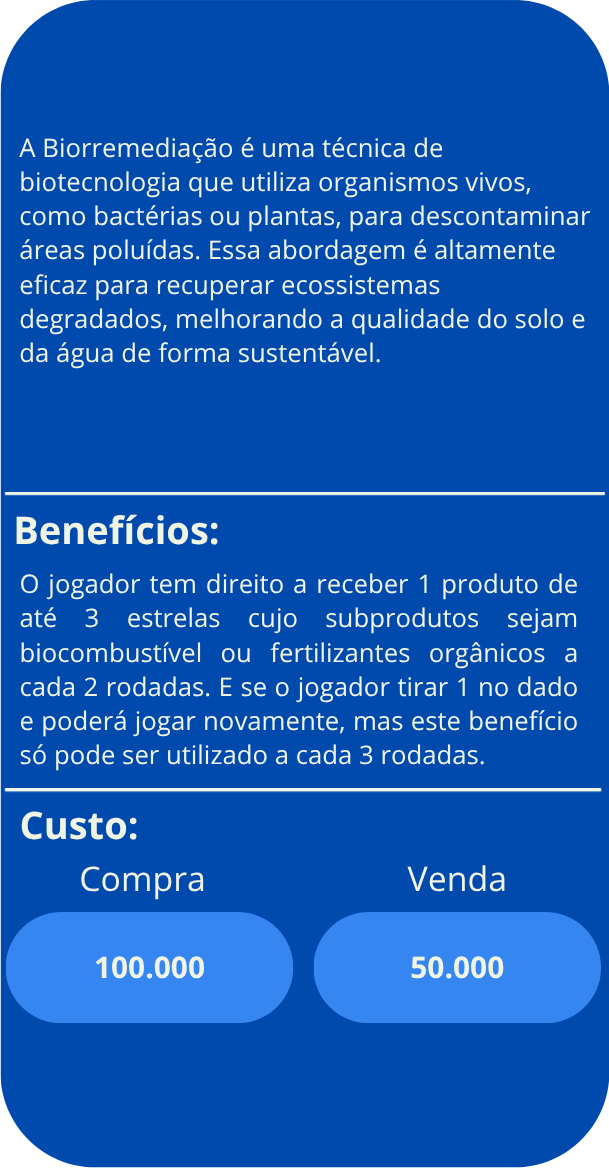 A Biorremediação é uma técnica de
biotecnologia que utiliza organismos vivos,
como bactérias ou plantas, para descontaminar
áreas poluídas. Essa abordagem é altamente
eficaz para recuperar ecossistemas
degradados, melhorando a qualidade do solo e
da água de forma sustentável.
Benefícios:
O jogador tem direito a receber 1 produto de
até 3 estrelas cujo subprodutos sejam
biocombustível ou fertilizantes orgânicos a
cada 2 rodadas. E se o jogador tirar 1 no dado
e poderá jogar novamente, mas este benefício
só pode ser utilizado a cada 3 rodadas.
Custo:
Compra Venda
100.000 50.000